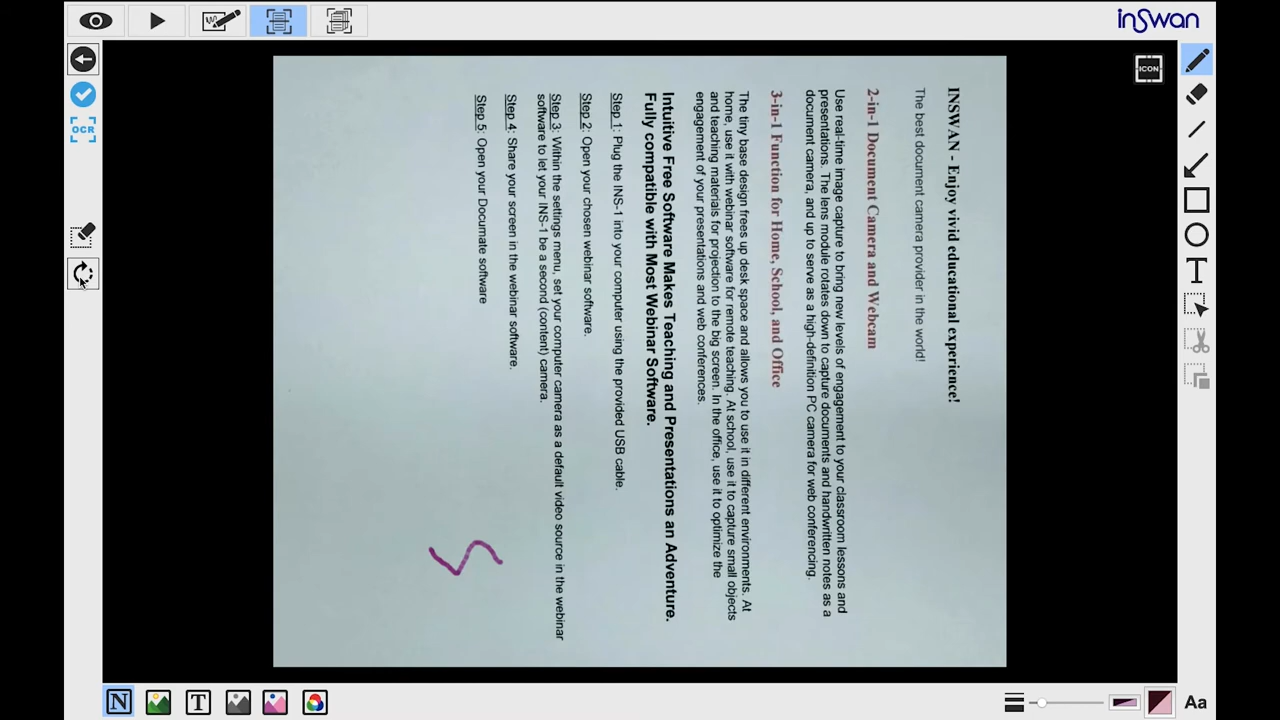 inSwan
ICON
OCR
INSWAN - Enjoy vivid educational experience!
The best document camera provider in the world!
2-in-1 Document Camera and Webcam
Use real-time image capture to bring new levels of engagement to your classroom lessons and
presentations. The lens module rotates down to capture documents and handwritten notes as a
document camera, and up to serve as a high-definition PC camera for web conferencing.
3-in-1 Function for Home, School, and Office
The tiny base design frees up desk space and allows you to use it in different environments. At
home, use it with webinar software for remote teaching. At school, use it to capture small objects
and teaching materials for projection to the big screen. In the office, use it to optimize the
engagement of your presentations and web conferences.
Intuitive Free Software Makes Teaching and Presentations an Adventure.
Fully compatible with Most Webinar Software.
Step 1: Plug the INS-1 into your computer using the provided USB cable.
Step 2: Open your chosen webinar software.
Step 3: Within the settings menu, set your computer camera as a default video source in the webinar
software to let your INS-1 be a second (content) camera.
Step 4: Share your screen in the webinar software.
Step 5: Open your Documate software
N
T
T
Aa